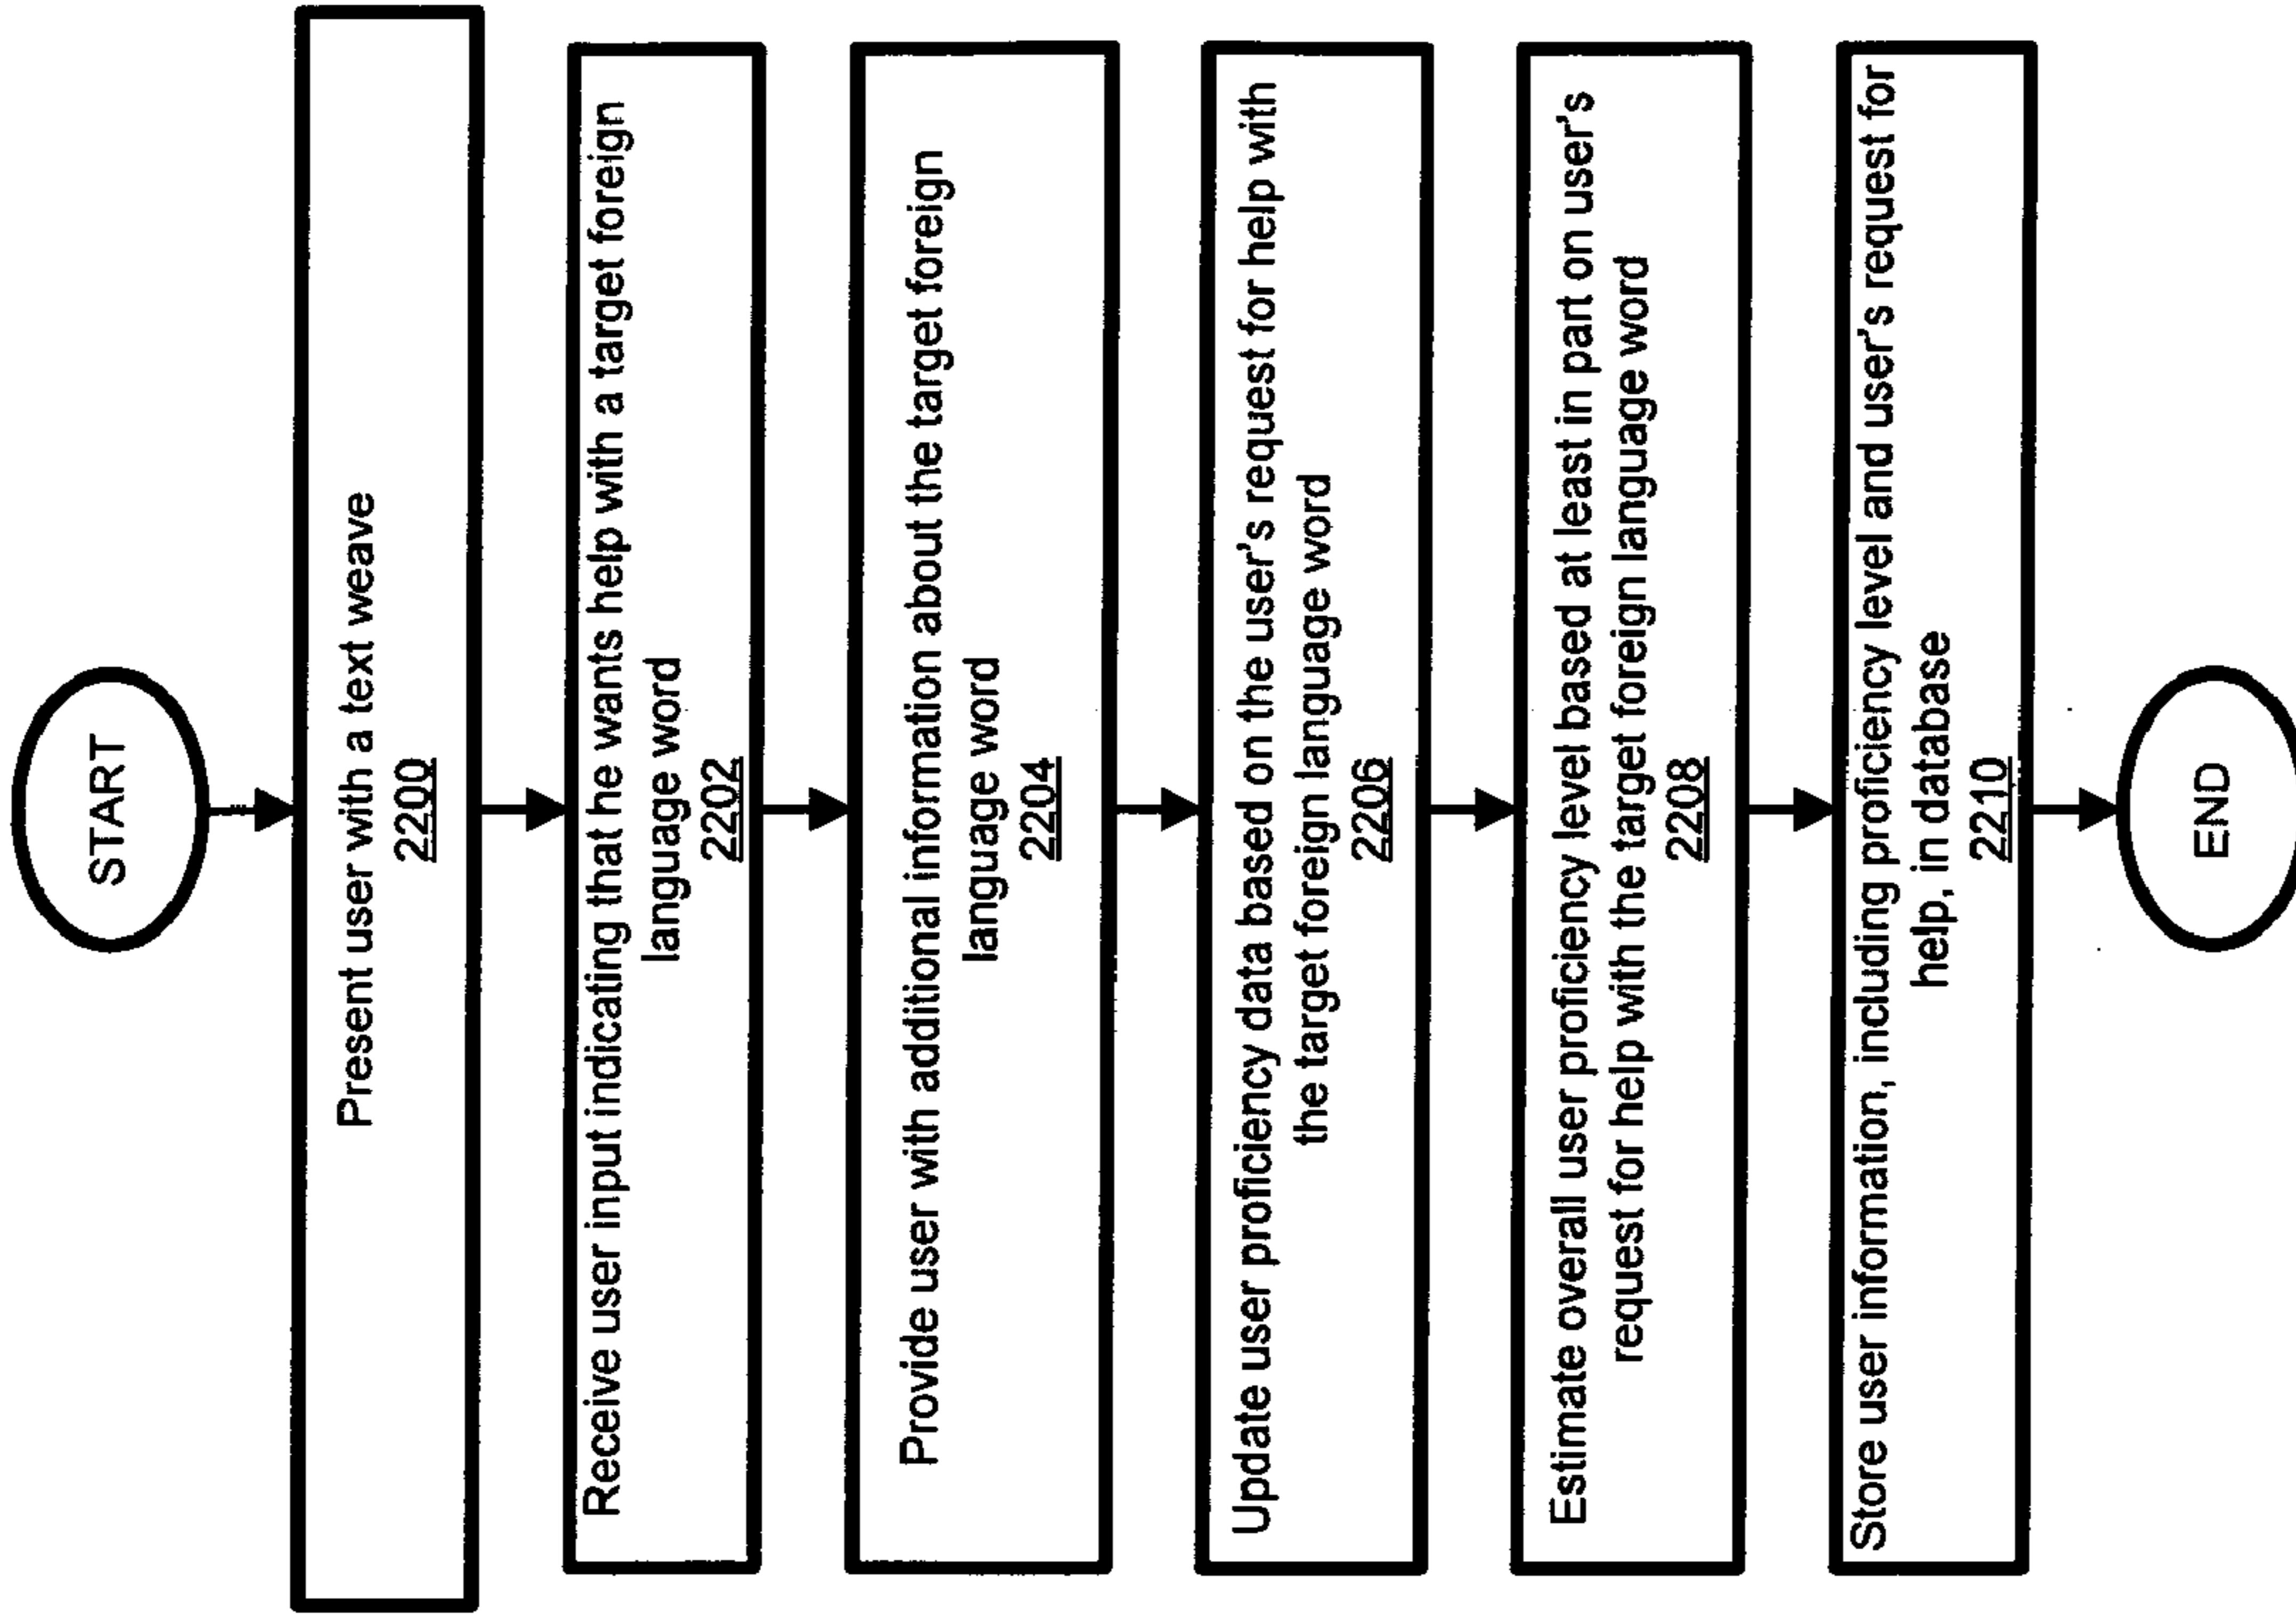 START
Present user with a text weave
2200
Receive user input indicating that he wants help with a target foreign
language word
2202
Provide user with additional information about the target foreign
language word
2204
Update user proficiency data based on the user's request for help with
the target foreign language word
2206
Estimate overall user proficiency level based at least in part on user's
request for help with the target foreign language word
2208
Store user information, including proficiency level and user's request for
help, in database
2210
END